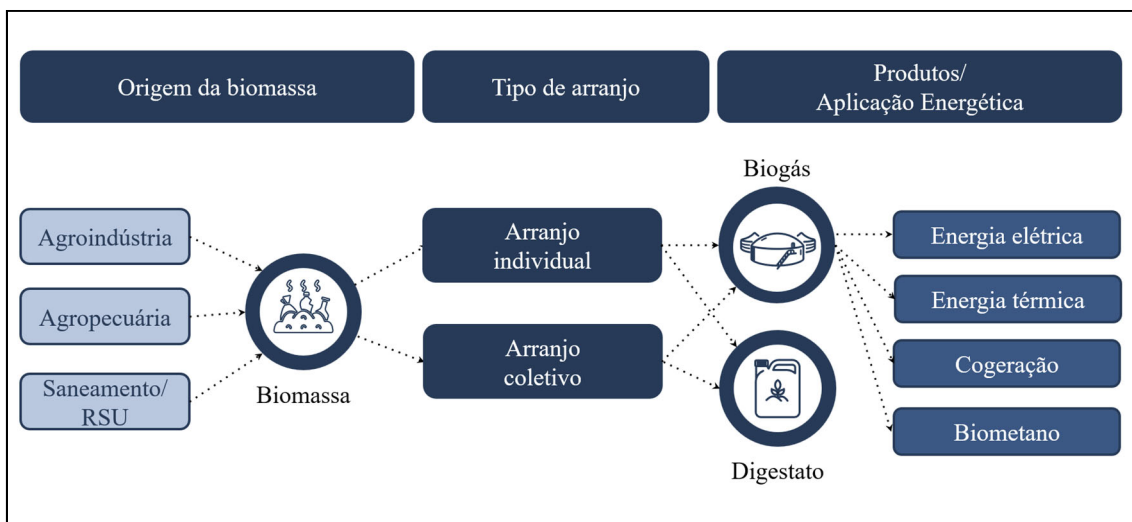 Origem da biomassa
Tipo de arranjo
Produtos/
Aplicação Energética
Agroindústria
Agropecuária
Saneamento/
RSU
Biomassa
Arranjo
individual
Arranjo
coletivo
Biogás
Digestato
Energia elétrica
Energia térmica
Cogeração
Biometano